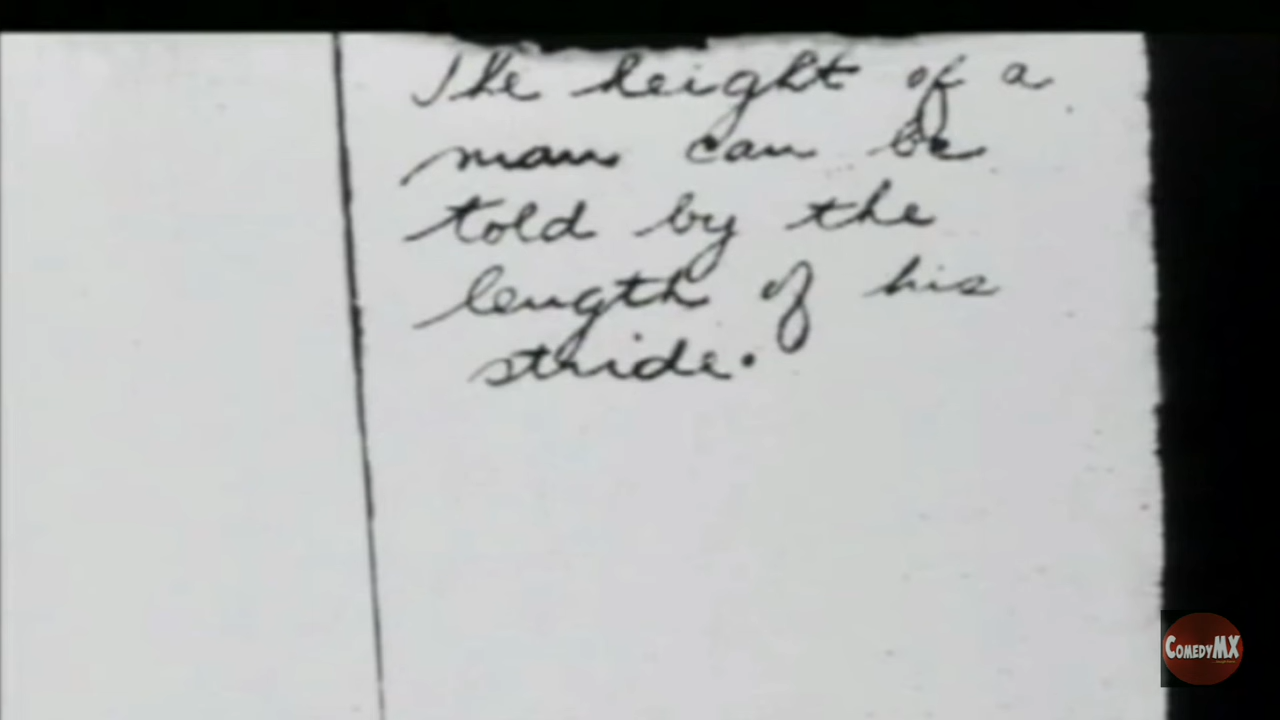 The height of a
man can be
told by the
length of his
stride.
COMEDYMX